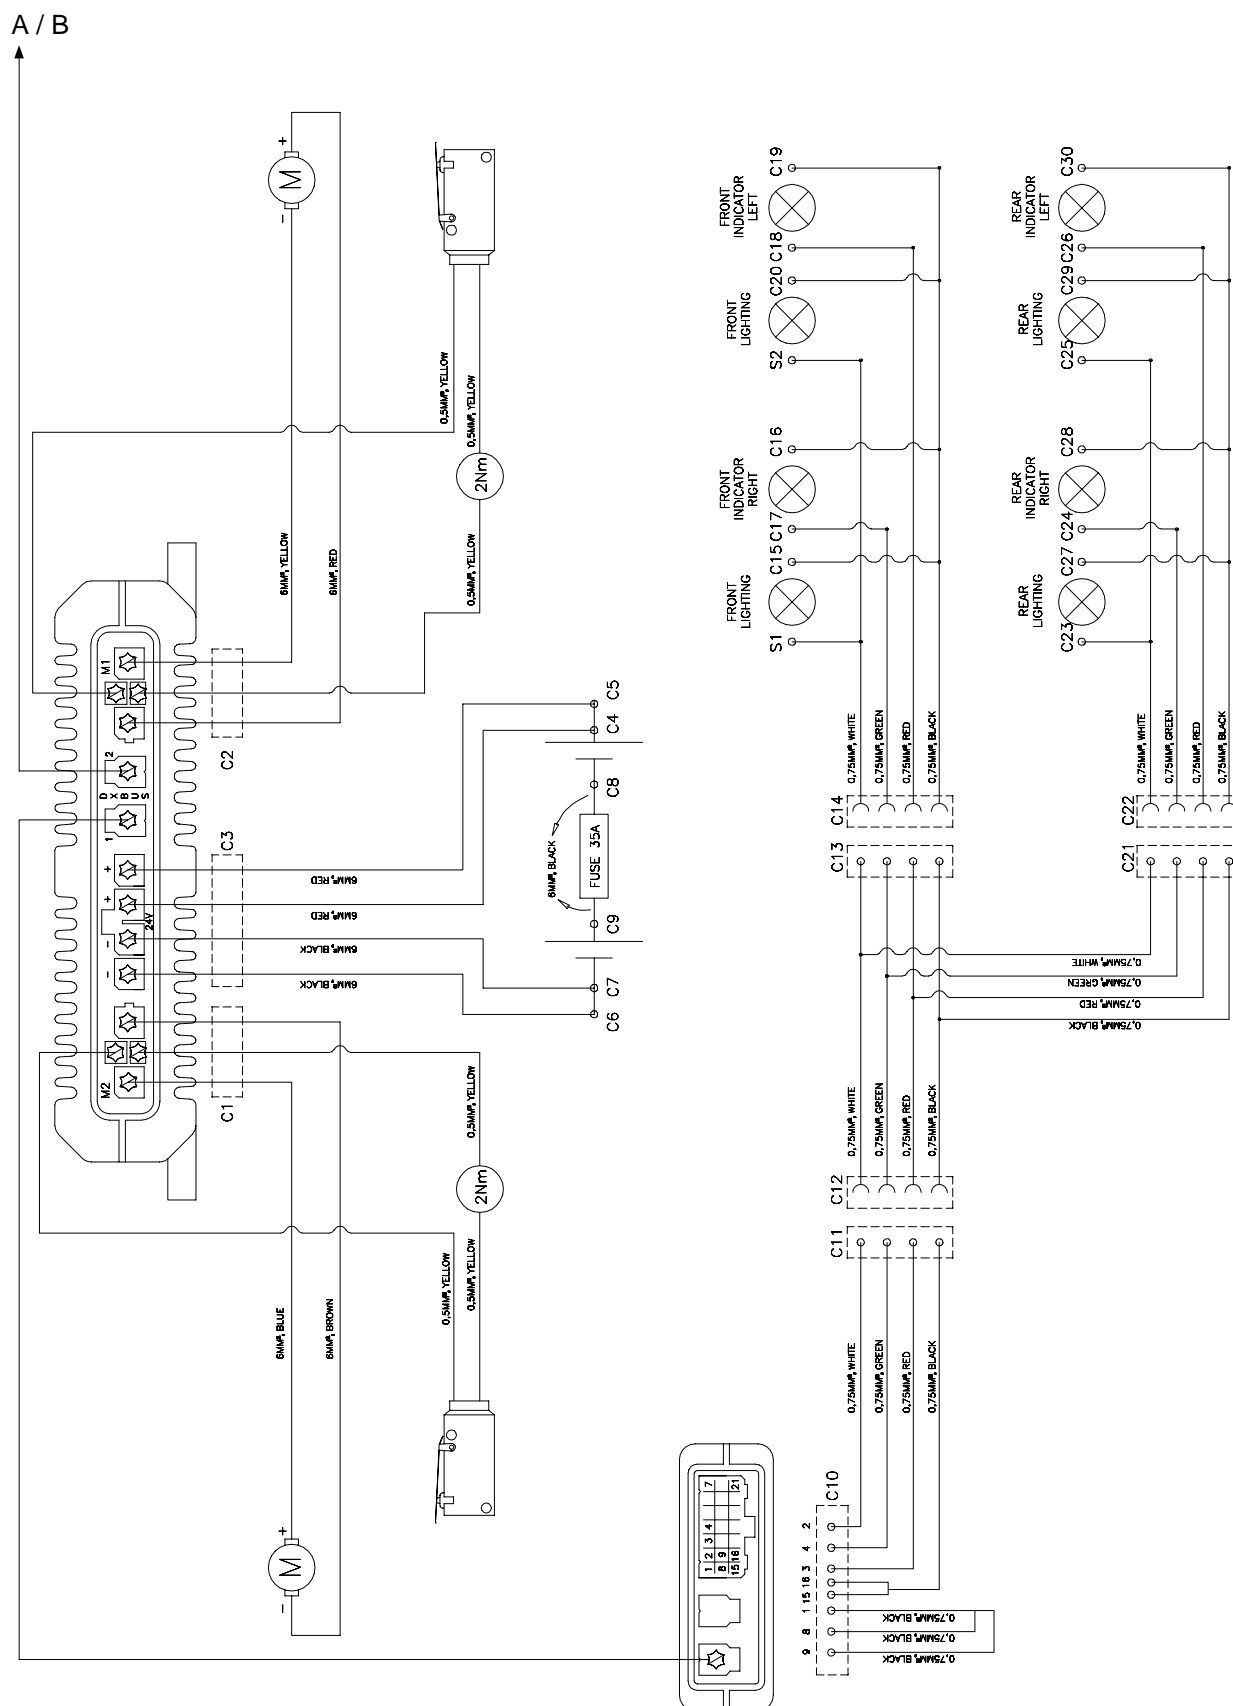 A / B
+
M
-
+
M
-
0,5MM², YELLOW
0,5MM², YELLOW
2Nm
0,5MM², YELLOW
6MM², YELLOW
6MM², RED
M1
2
D
X
B
U
S
1
+
+
24V
-
-
M2
C2
C3
C1
6MM², RED
6MM², RED
6MM², BLACK
6MM², BLACK
C5
C4
C8
FUSE 35A
6MM², BLACK
C9
C7
C6
0,5MM², YELLOW
2Nm
0,5MM², YELLOW
0,5MM², YELLOW
6MM², BLUE
6MM², BROWN
FRONT
INDICATOR
LEFT
C19
C18
FRONT
LIGHTING
C20
S2
FRONT
INDICATOR
RIGHT
C16
C17
FRONT
LIGHTING
C15
S1
REAR
INDICATOR
LEFT
C30
C26
REAR
LIGHTING
C29
C25
REAR
INDICATOR
RIGHT
C28
C24
REAR
LIGHTING
C27
C23
0,75MM², WHITE
0,75MM², GREEN
0,75MM², RED
0,75MM², BLACK
C14
C13
0,75MM², WHITE
0,75MM², GREEN
0,75MM², RED
0,75MM², BLACK
C22
C21
0,75MM², WHITE
0,75MM², GREEN
0,75MM², RED
0,75MM², BLACK
0,75MM², WHITE
0,75MM², GREEN
0,75MM², RED
0,75MM², BLACK
C12
C11
0,75MM², WHITE
0,75MM², GREEN
0,75MM², RED
0,75MM², BLACK
C10
2
4
3
16
15
1
8
9
0,75MM², BLACK
0,75MM², BLACK
0,75MM², BLACK
1 2 3 4 7
8 9
15 16 21